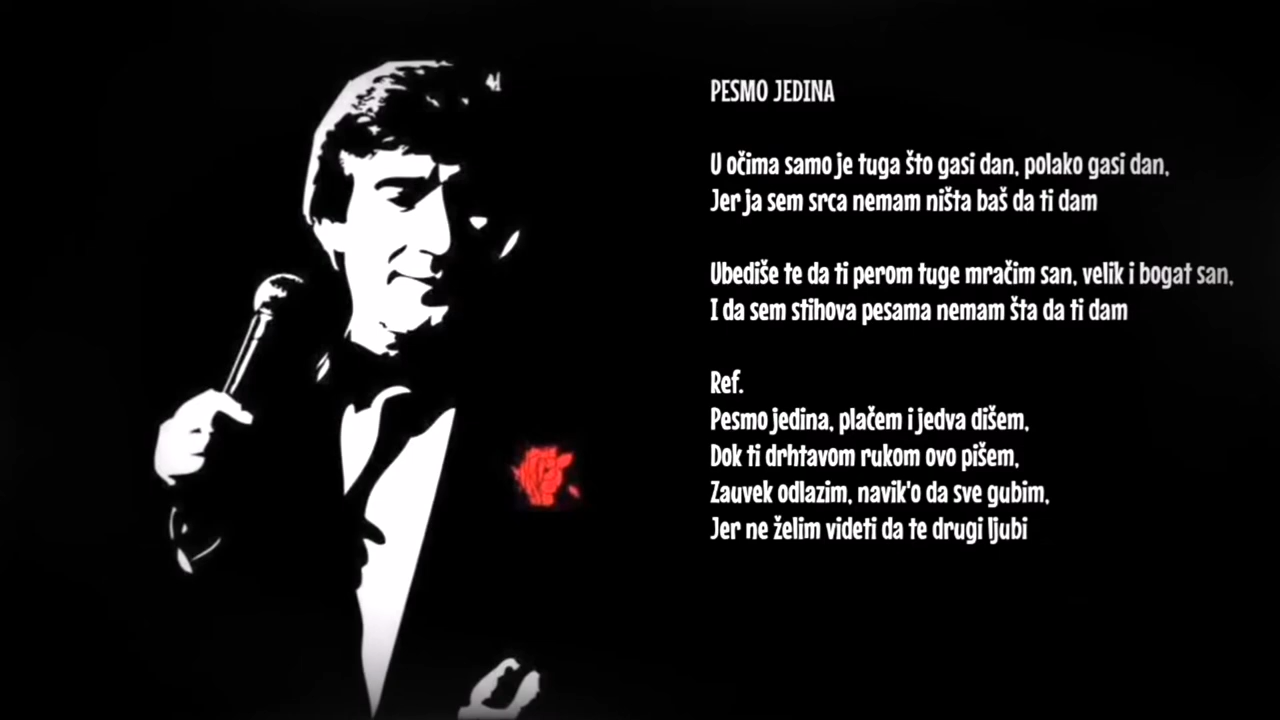 PESMO JEDINA
U očima samo je tuga što gasi dan, polako gasi dan,
Jer ja sem srca nemam ništa baš da ti dam
Ubediše te da ti perom tuge mračim san, velik i bogat san,
I da sem stihova pesama nemam šta da ti dam
Ref.
Pesmo jedina, plačem i jedva dišem,
Dok ti drhtavom rukom ovo pišem,
Zauvek odlazim, navik'o da sve gubim,
Jer ne želim videti da te drugi ljubi